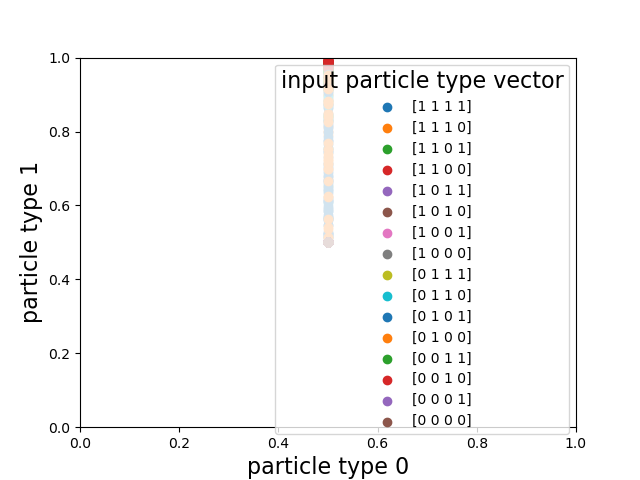 input particle type vector
[1 1 1 1]
[1 1 1 0]
[1 1 0 1]
[1 1 0 0]
[1 0 1 1]
[1 0 1 0]
[1 0 0 1]
[1 0 0 0]
[0 1 1 1]
[0 1 1 0]
[0 1 0 1]
[0 1 0 0]
[0 0 1 1]
[0 0 1 0]
[0 0 0 1]
[0 0 0 0]
particle type 1
1.0
0.8
0.6
0.4
0.2
0.0
0.0 0.2 0.4 0.6 0.8 1.0
particle type 0